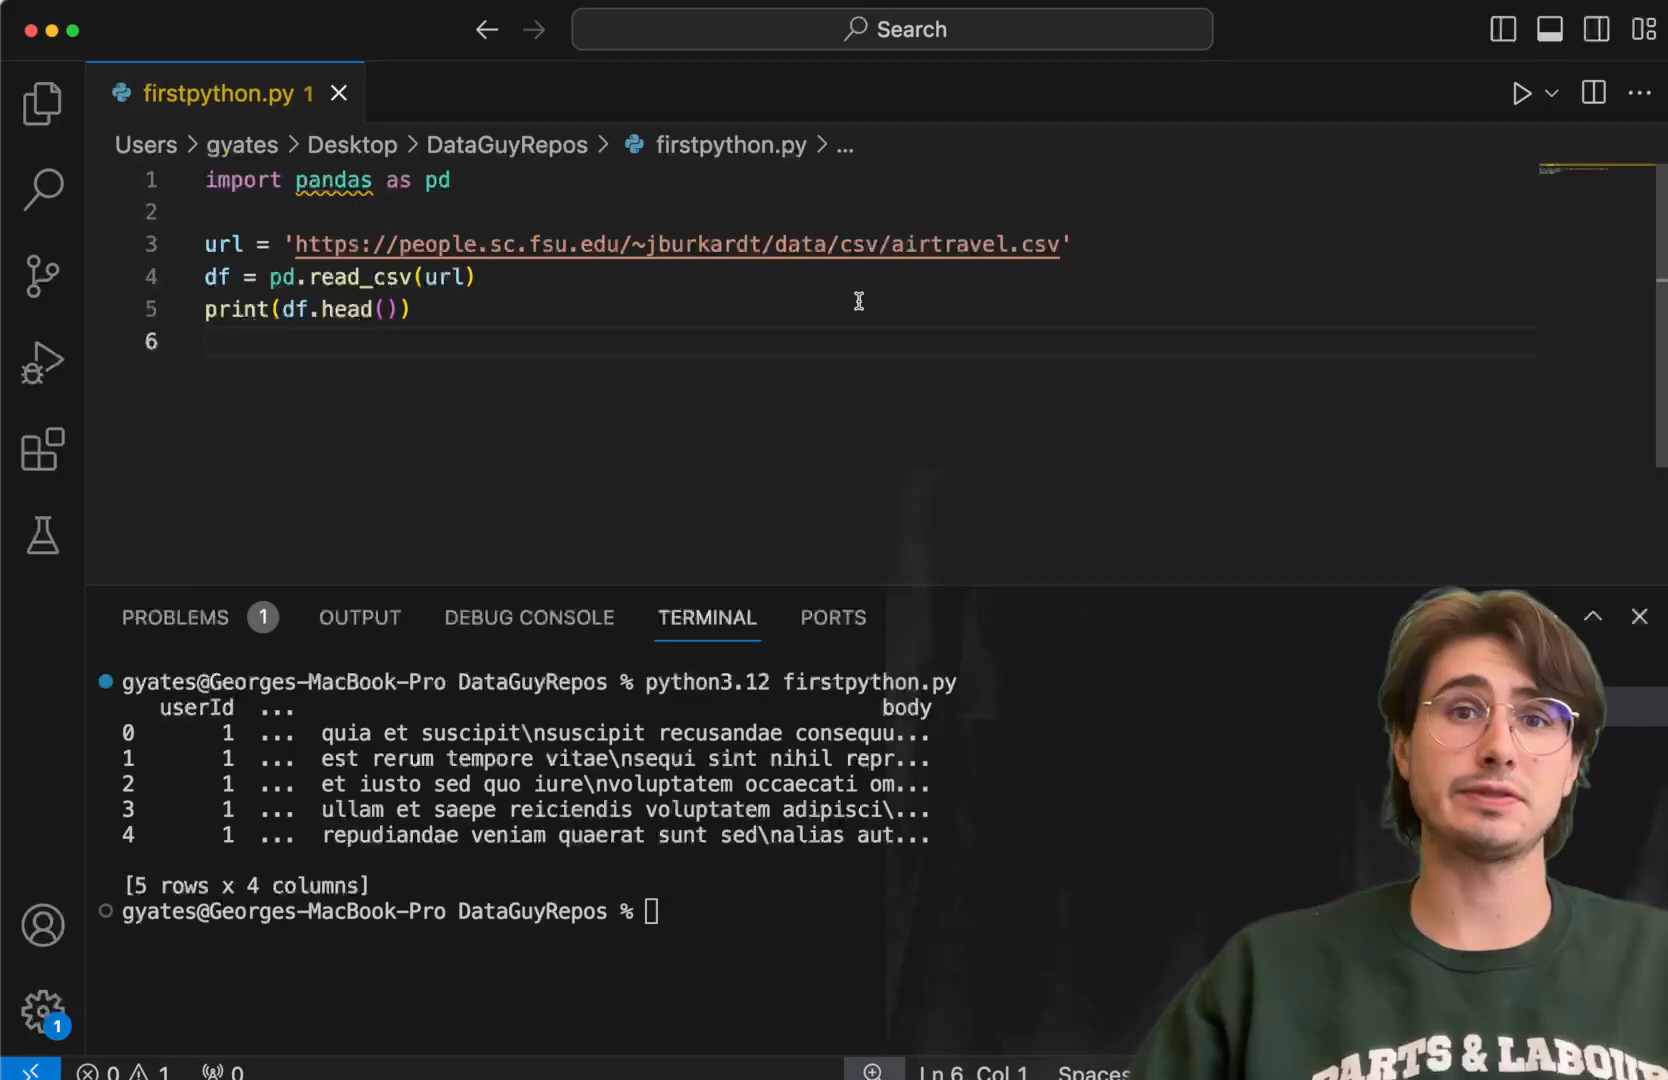 Search
firstpython.py 1
Users > gyates > Desktop > DataGuyRepos > firstpython.py > ...
1 import pandas as pd
2
3 url = 'https://people.sc.fsu.edu/~jburkardt/data/csv/airtravel.csv'
4 df = pd.read_csv(url)
5 print(df.head())
6
PROBLEMS 1 OUTPUT DEBUG CONSOLE TERMINAL PORTS
gyates@Georges-MacBook-Pro DataGuyRepos % python3.12 firstpython.py
userId ... body
0 1 ... quia et suscipit\nsuscipit recusandae consequu...
1 1 ... est rerum tempore vitae\nsequi sint nihil repr...
2 1 ... et iusto sed quo iure\nvoluptatem occaecati om...
3 1 ... ullam et saepe reiciendis voluptatem adipisci\...
4 1 ... repudiandae veniam quaerat sunt sed\nalias aut...
[5 rows x 4 columns]
gyates@Georges-MacBook-Pro DataGuyRepos %
1
0 1 0 Ln 6, Col 1 Spaces
PARTS & LABOUR